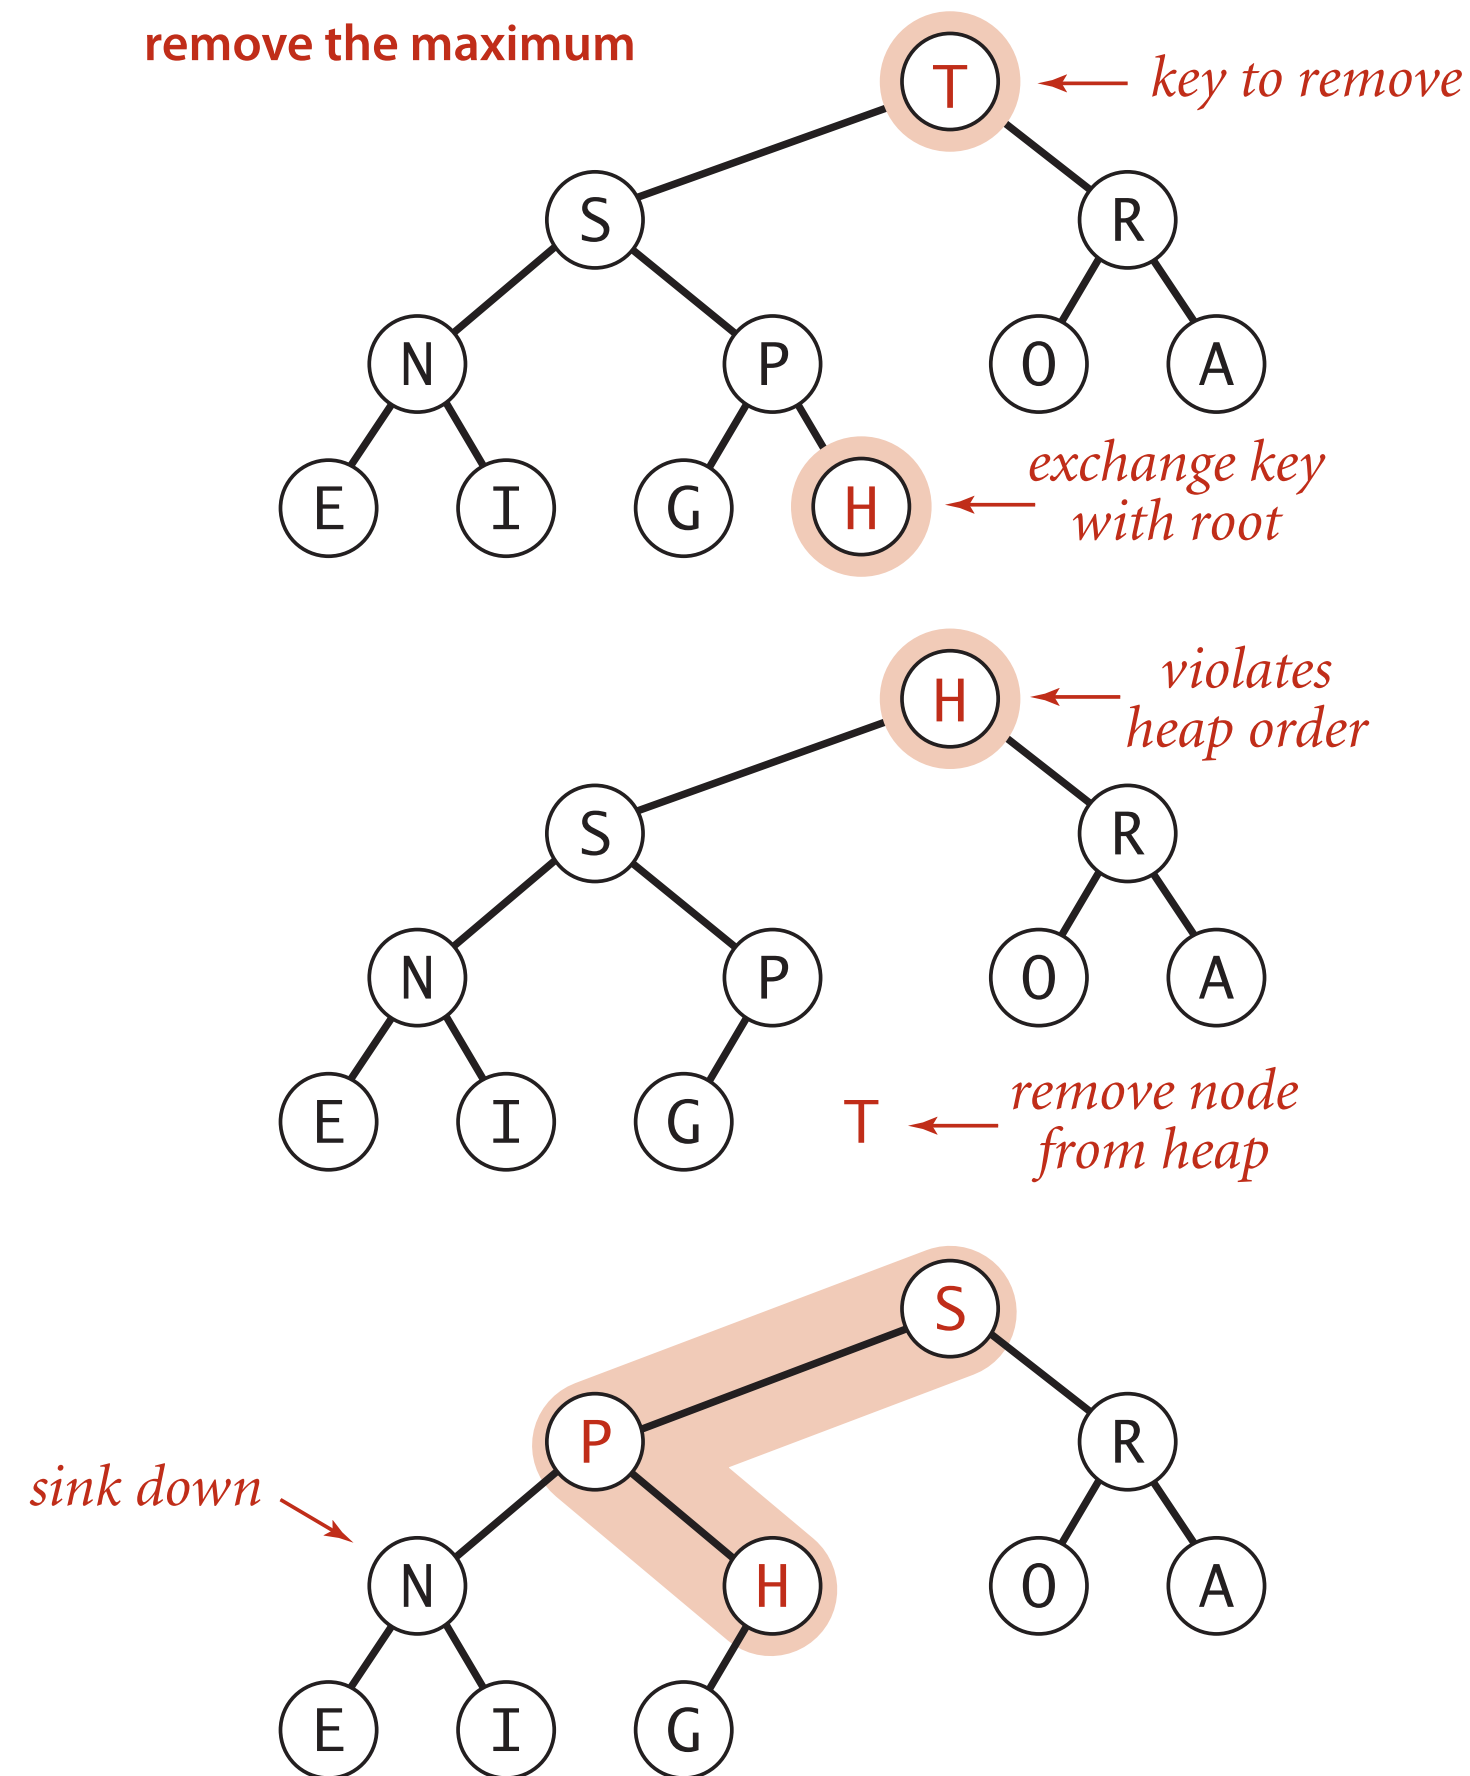 remove the maximum
T
key to remove
S
R
N
P
O
A
exchange key
with root
E
I
G
H
H
violates
heap order
S
R
N
P
O
A
E
I
G
T
remove node
from heap
S
P
R
sink down
N
H
O
A
E
I
G